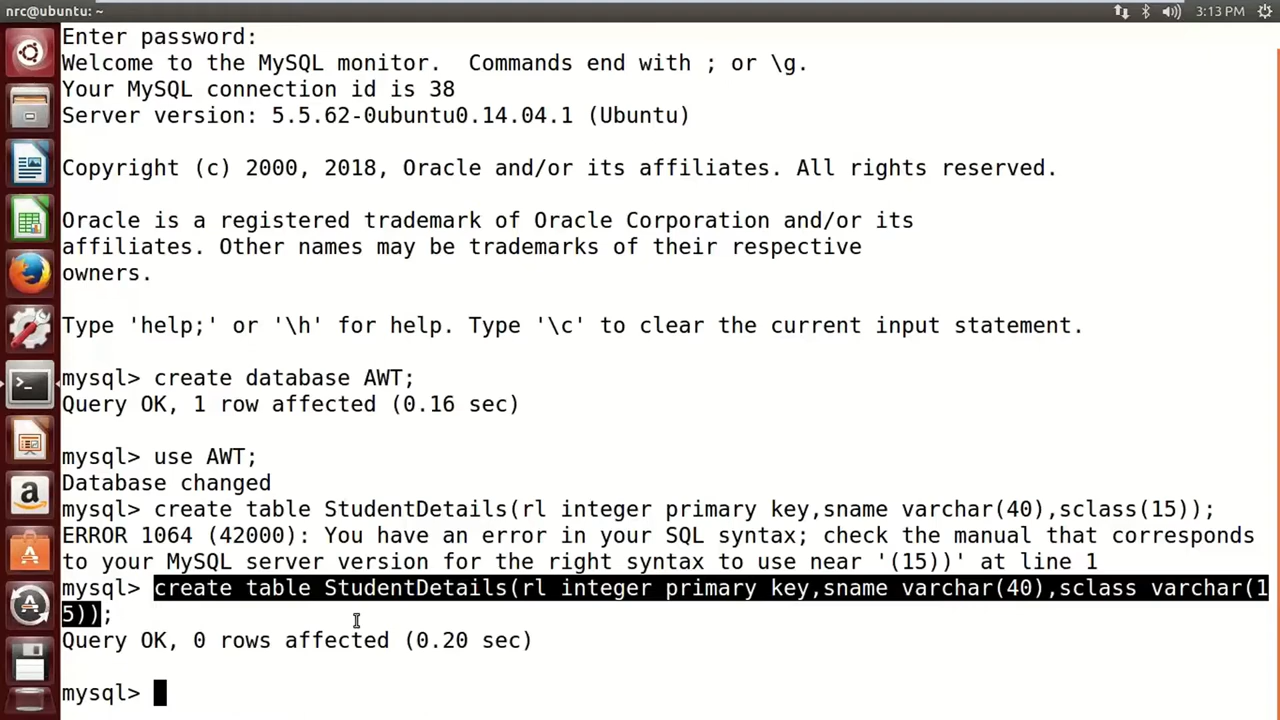 nrc@ubuntu: ~
3:13 PM
Enter password:
Welcome to the MySQL monitor.  Commands end with ; or \g.
Your MySQL connection id is 38
Server version: 5.5.62-0ubuntu0.14.04.1 (Ubuntu)
Copyright (c) 2000, 2018, Oracle and/or its affiliates. All rights reserved.
Oracle is a registered trademark of Oracle Corporation and/or its
affiliates. Other names may be trademarks of their respective
owners.
Type 'help;' or '\h' for help. Type '\c' to clear the current input statement.
mysql> create database AWT;
Query OK, 1 row affected (0.16 sec)
mysql> use AWT;
Database changed
mysql> create table StudentDetails(rl integer primary key,sname varchar(40),sclass(15));
ERROR 1064 (42000): You have an error in your SQL syntax; check the manual that corresponds
to your MySQL server version for the right syntax to use near '(15))' at line 1
mysql> create table StudentDetails(rl integer primary key,sname varchar(40),sclass varchar(1
5));
Query OK, 0 rows affected (0.20 sec)
mysql>